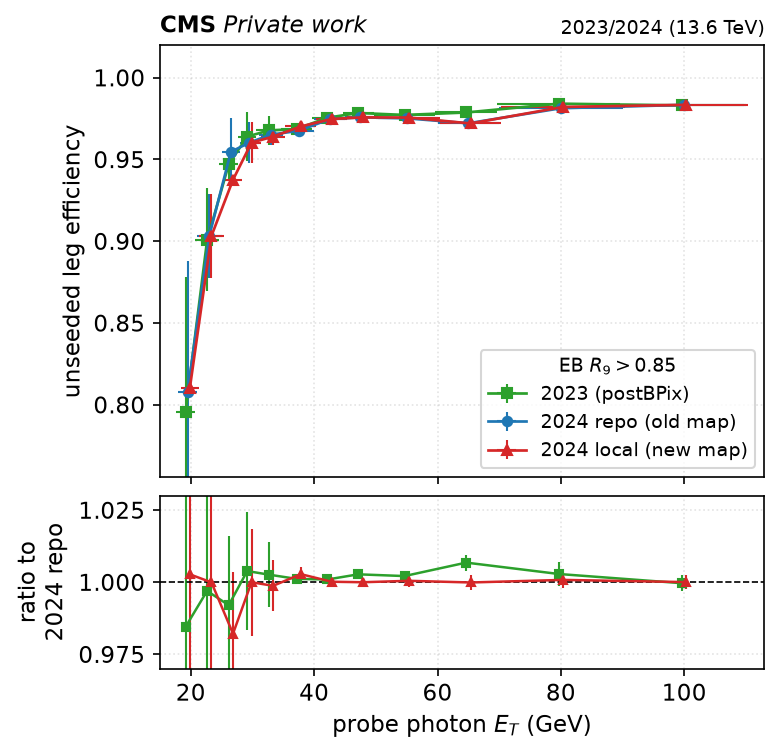 CMS Private work 2023/2024 (13.6 TeV)
unseeded leg efficiency
1.00
0.95
0.90
0.85
0.80
EB R₉ > 0.85
2023 (postBPix)
2024 repo (old map)
2024 local (new map)
ratio to
2024 repo
1.025
1.000
0.975
20 40 60 80 100
probe photon E_T (GeV)